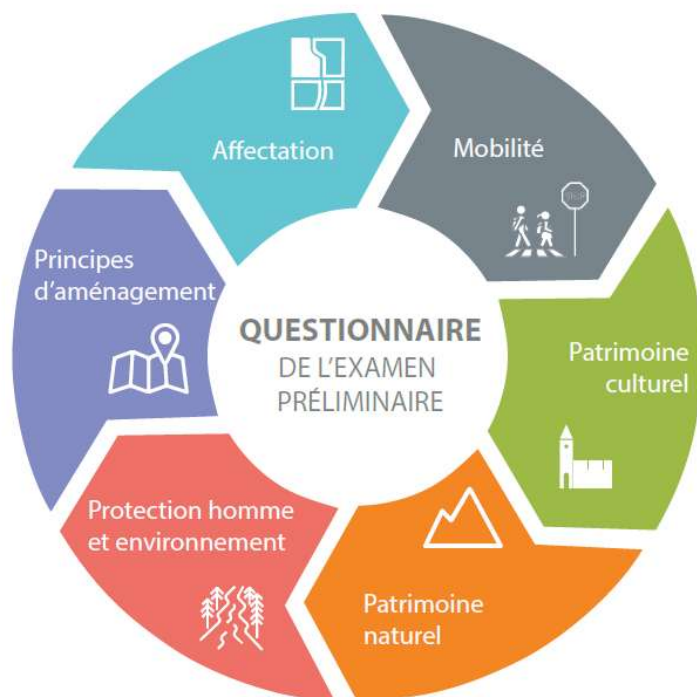 Affectation
Mobilité
Patrimoine
culturel
Patrimoine
naturel
Protection homme
et environnement
Principes
d'aménagement
QUESTIONNAIRE
DE L'EXAMEN
PRÉLIMINAIRE